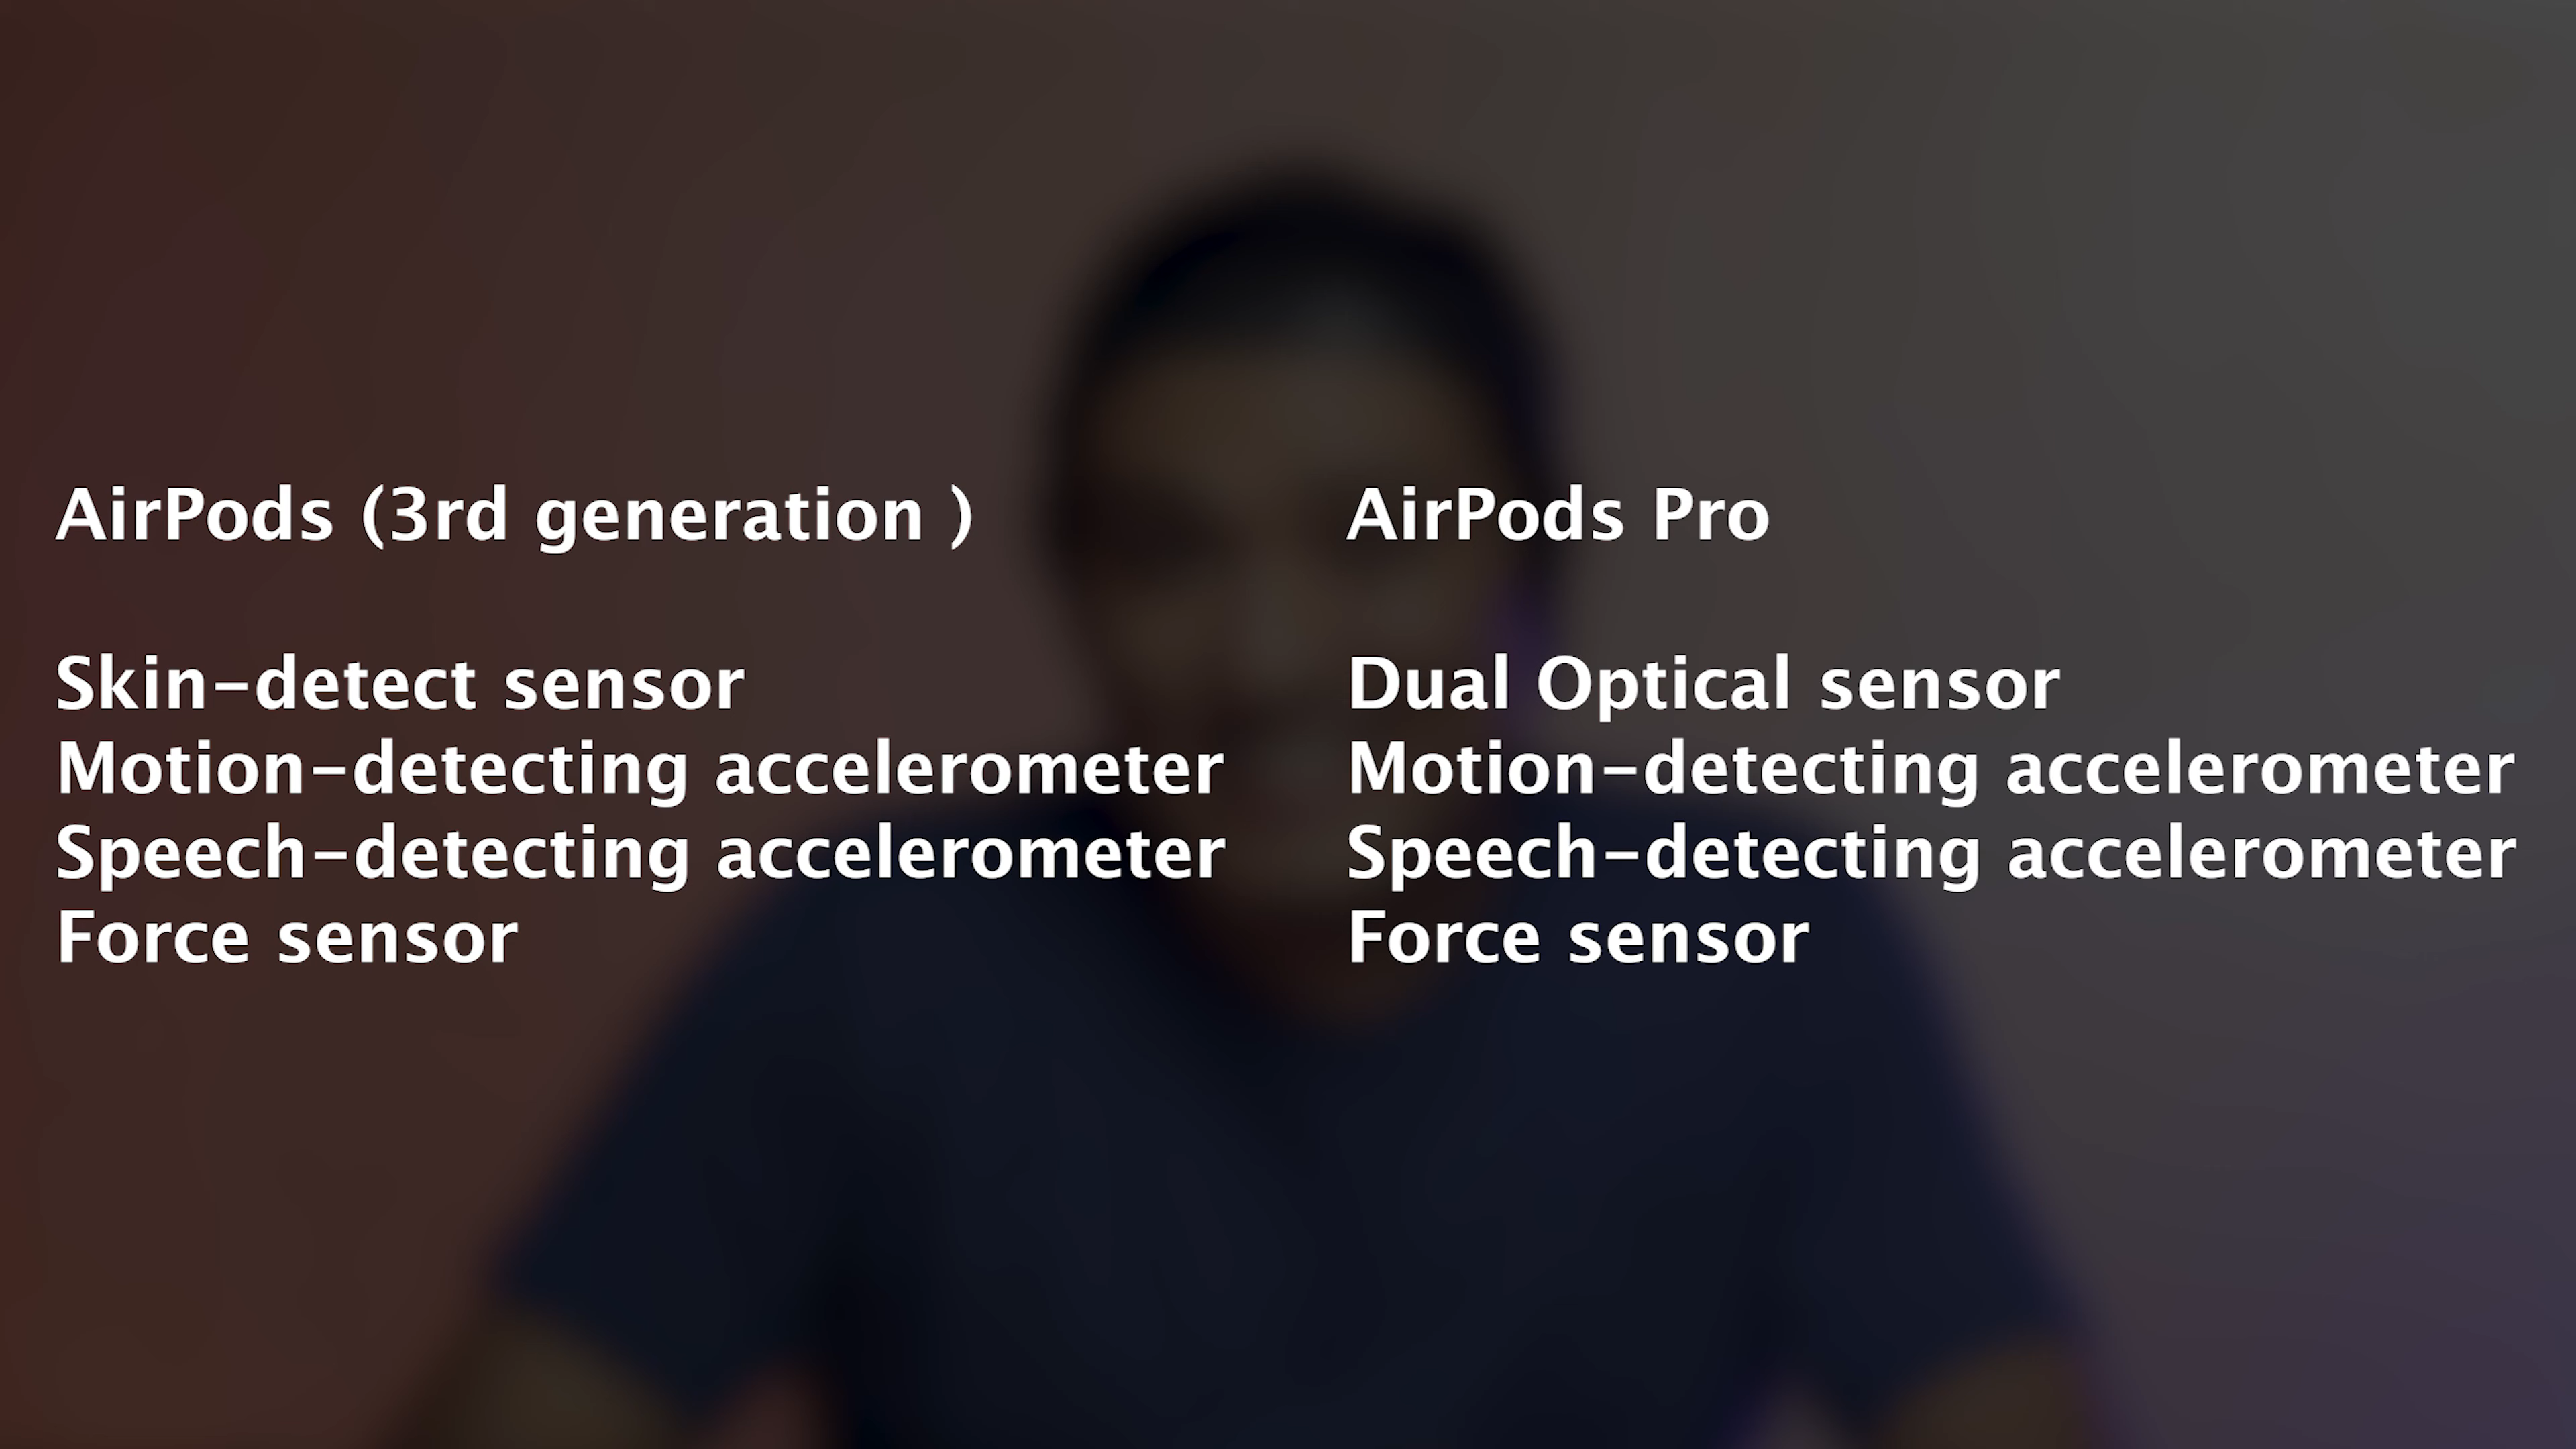 AirPods (3rd generation )
Skin-detect sensor
Motion-detecting accelerometer
Speech-detecting accelerometer
Force sensor
AirPods Pro
Dual Optical sensor
Motion-detecting accelerometer
Speech-detecting accelerometer
Force sensor